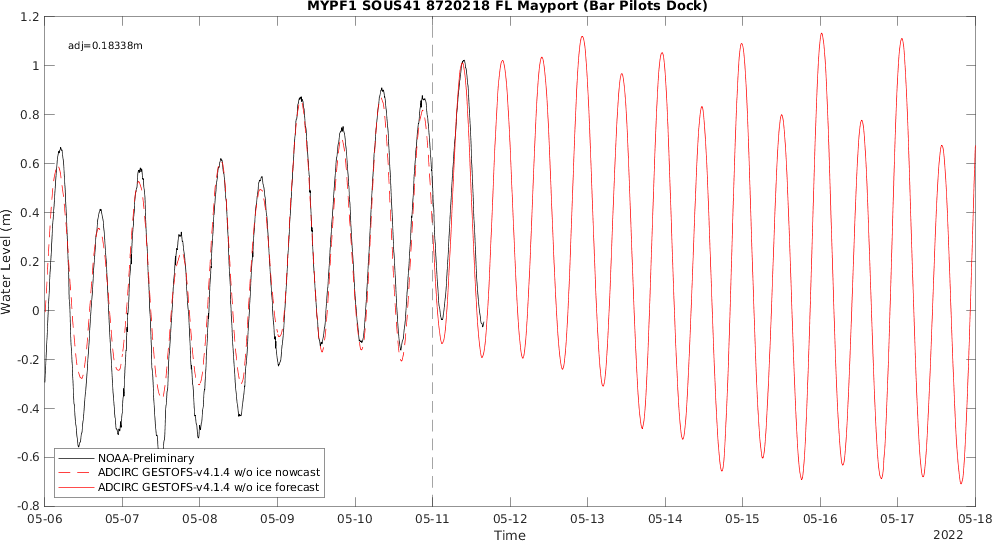 MYPF1 SOUS41 8720218 FL Mayport (Bar Pilots Dock)
adj=0.18338m
1.2
1
0.8
0.6
0.4
0.2
0
-0.2
-0.4
-0.6
-0.8
Water Level (m)
NOAA-Preliminary
ADCIRC GESTOFS-v4.1.4 w/o ice nowcast
ADCIRC GESTOFS-v4.1.4 w/o ice forecast
05-06 05-07 05-08 05-09 05-10 05-11 05-12 05-13 05-14 05-15 05-16 05-17 05-18
Time
2022